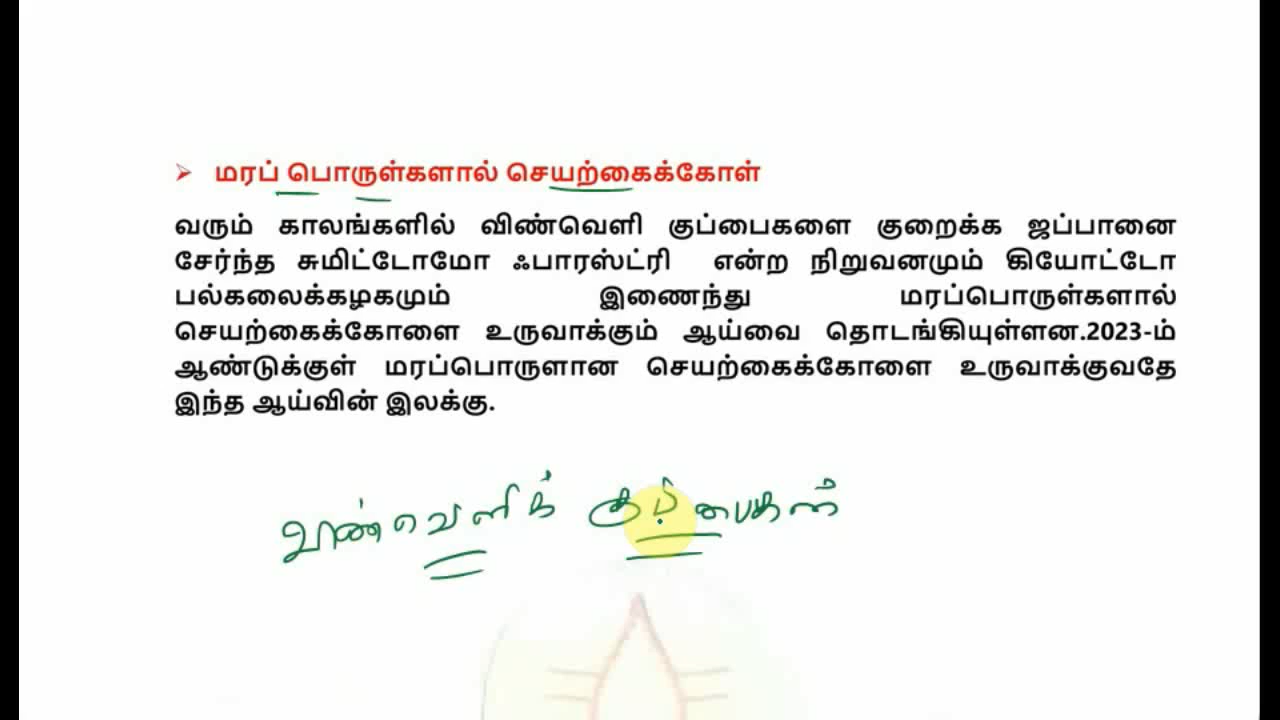 மரப் பொருள்களால் செயற்கைக்கோள்
வரும் காலங்களில் விண்வெளி குப்பைகளை குறைக்க ஜப்பானை
சேர்ந்த சுமிட்டோமோ ஃபாரஸ்ட்ரி என்ற நிறுவனமும் கியோட்டோ
பல்கலைக்கழகமும் இணைந்து மரப்பொருள்களால்
செயற்கைக்கோளை உருவாக்கும் ஆய்வை தொடங்கியுள்ளன.2023-ம்
ஆண்டுக்குள் மரப்பொருளான செயற்கைக்கோளை உருவாக்குவதே
இந்த ஆய்வின் இலக்கு.
விண்வெளிக் குப்பைகள்